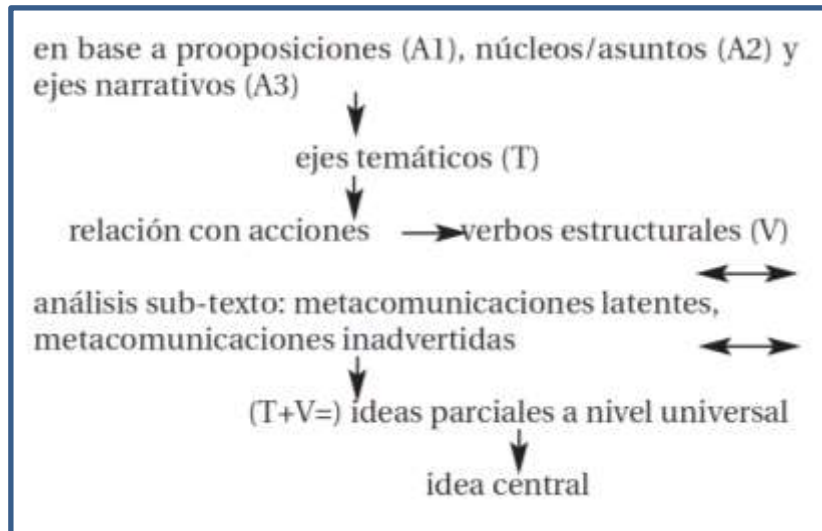 en base a prooposiciones (A1), núcleos/asuntos (A2) y
ejes narrativos (A3)
ejes temáticos (T)
relación con acciones verbos estructurales (V)
análisis sub-texto: metacomunicaciones latentes,
metacomunicaciones inadvertidas
(T+V=) ideas parciales a nivel universal
idea central